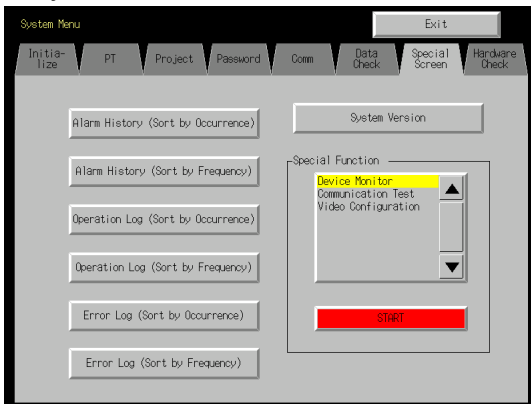 System Menu
Exit
Initia-
lize
PT
Project
Password
Comm
Data
Check
Special
Screen
Hardware
Check
Alarm History (Sort by Occurrence)
Alarm History (Sort by Frequency)
Operation Log (Sort by Occurrence)
Operation Log (Sort by Frequency)
Error Log (Sort by Occurrence)
Error Log (Sort by Frequency)
System Version
Special Function
Device Monitor
Communication Test
Video Configuration
START